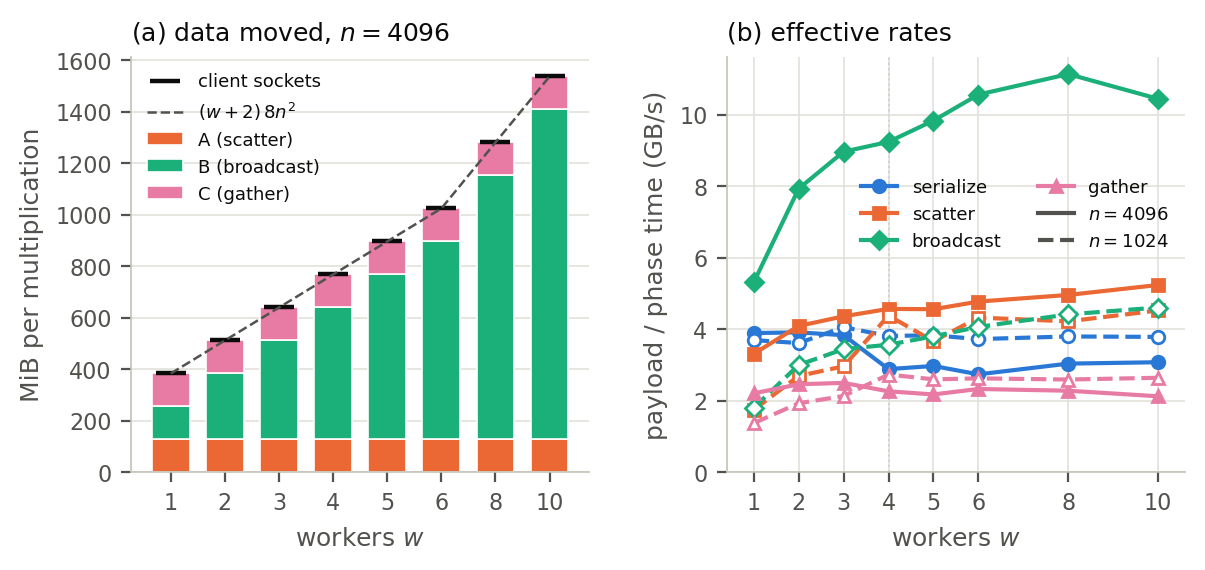 (a) data moved, n = 4096
MiB per multiplication
1600
1400
1200
1000
800
600
400
200
0
client sockets
(w + 2) 8n²
A (scatter)
B (broadcast)
C (gather)
1 2 3 4 5 6 8 10
workers w
(b) effective rates
payload / phase time (GB/s)
10
8
6
4
2
0
serialize
scatter
broadcast
gather
n = 4096
n = 1024
1 2 3 4 5 6 8 10
workers w